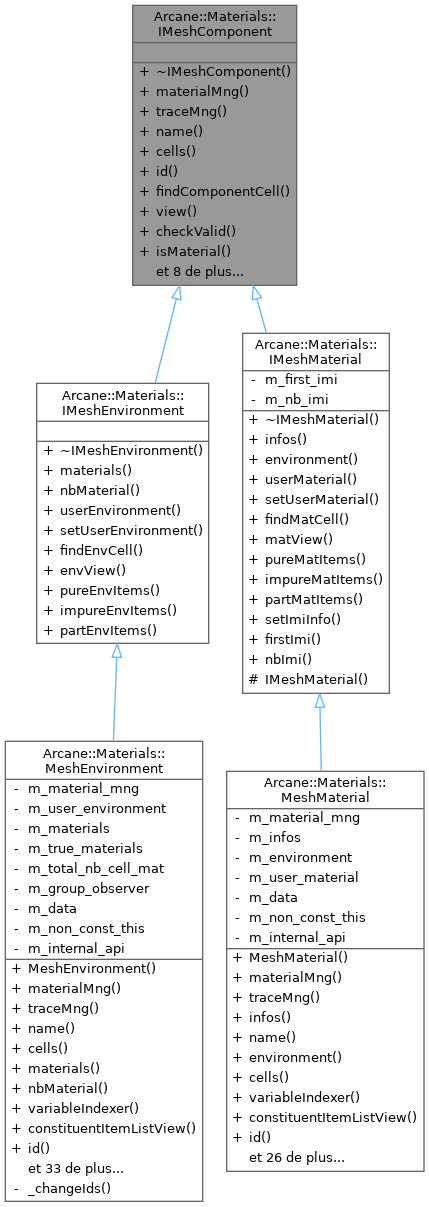 Arcane::Materials::
IMeshComponent
+ ~IMeshComponent()
+ materialMng()
+ traceMng()
+ name()
+ cells()
+ id()
+ findComponentCell()
+ view()
+ checkValid()
+ isMaterial()
et 8 de plus...
Arcane::Materials::
IMeshEnvironment
+ ~IMeshEnvironment()
+ materials()
+ nbMaterial()
+ userEnvironment()
+ setUserEnvironment()
+ findEnvCell()
+ envView()
+ pureEnvItems()
+ impureEnvItems()
+ partEnvItems()
Arcane::Materials::
IMeshMaterial
- m_first_imi
- m_nb_imi
+ ~IMeshMaterial()
+ infos()
+ environment()
+ userMaterial()
+ setUserMaterial()
+ findMatCell()
+ matView()
+ pureMatItems()
+ impureMatItems()
+ partMatItems()
+ setImiInfo()
+ firstImi()
+ nbImi()
# IMeshMaterial()
Arcane::Materials::
MeshEnvironment
- m_material_mng
- m_user_environment
- m_materials
- m_true_materials
- m_total_nb_cell_mat
- m_group_observer
- m_data
- m_non_const_this
- m_internal_api
+ MeshEnvironment()
+ materialMng()
+ traceMng()
+ name()
+ cells()
+ materials()
+ nbMaterial()
+ variableIndexer()
+ constituentItemListView()
+ id()
et 33 de plus...
- _changeIds()
Arcane::Materials::
MeshMaterial
- m_material_mng
- m_infos
- m_environment
- m_user_material
- m_data
- m_non_const_this
- m_internal_api
+ MeshMaterial()
+ materialMng()
+ traceMng()
+ infos()
+ name()
+ environment()
+ cells()
+ variableIndexer()
+ constituentItemListView()
+ id()
et 26 de plus...